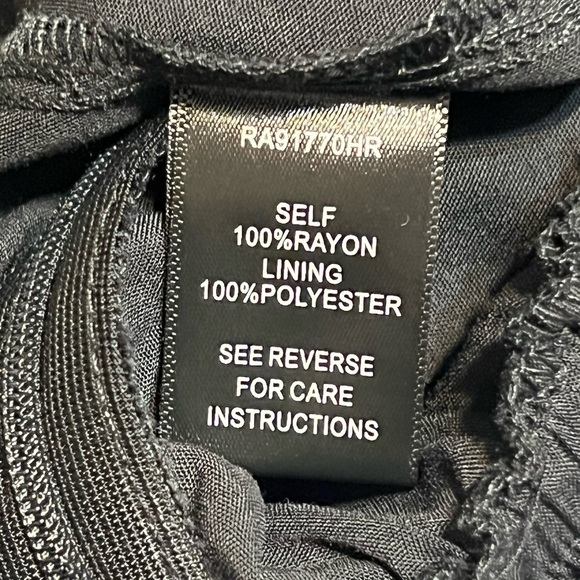 RA91770HR
SELF
100%RAYON
LINING
100%POLYESTER
SEE REVERSE
FOR CARE
INSTRUCTIONS